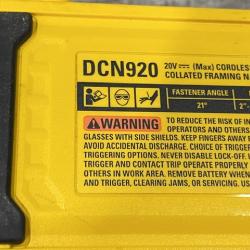 DCN920 20V⎓ (Max) CORDLESS
COLLATED FRAMING N
FASTENER ANGLE
21° 2"
WARNING TO REDUCE THE RISK OF IN
OPERATORS AND OTHERS
GLASSES WITH SIDE SHIELDS. KEEP FINGERS AWAY
AVOID ACCIDENTAL DISCHARGE. CHOICE OF TRIGGER
TRIGGERING OPTIONS. NEVER DISABLE LOCK-OFF,
TRIGGER AND CONTACT TRIP OPERATE PROPERLY
OTHERS IN WORK AREA. REMOVE BATTERY WHEN
AND TRIGGER, CLEARING JAMS, OR SERVICING. US